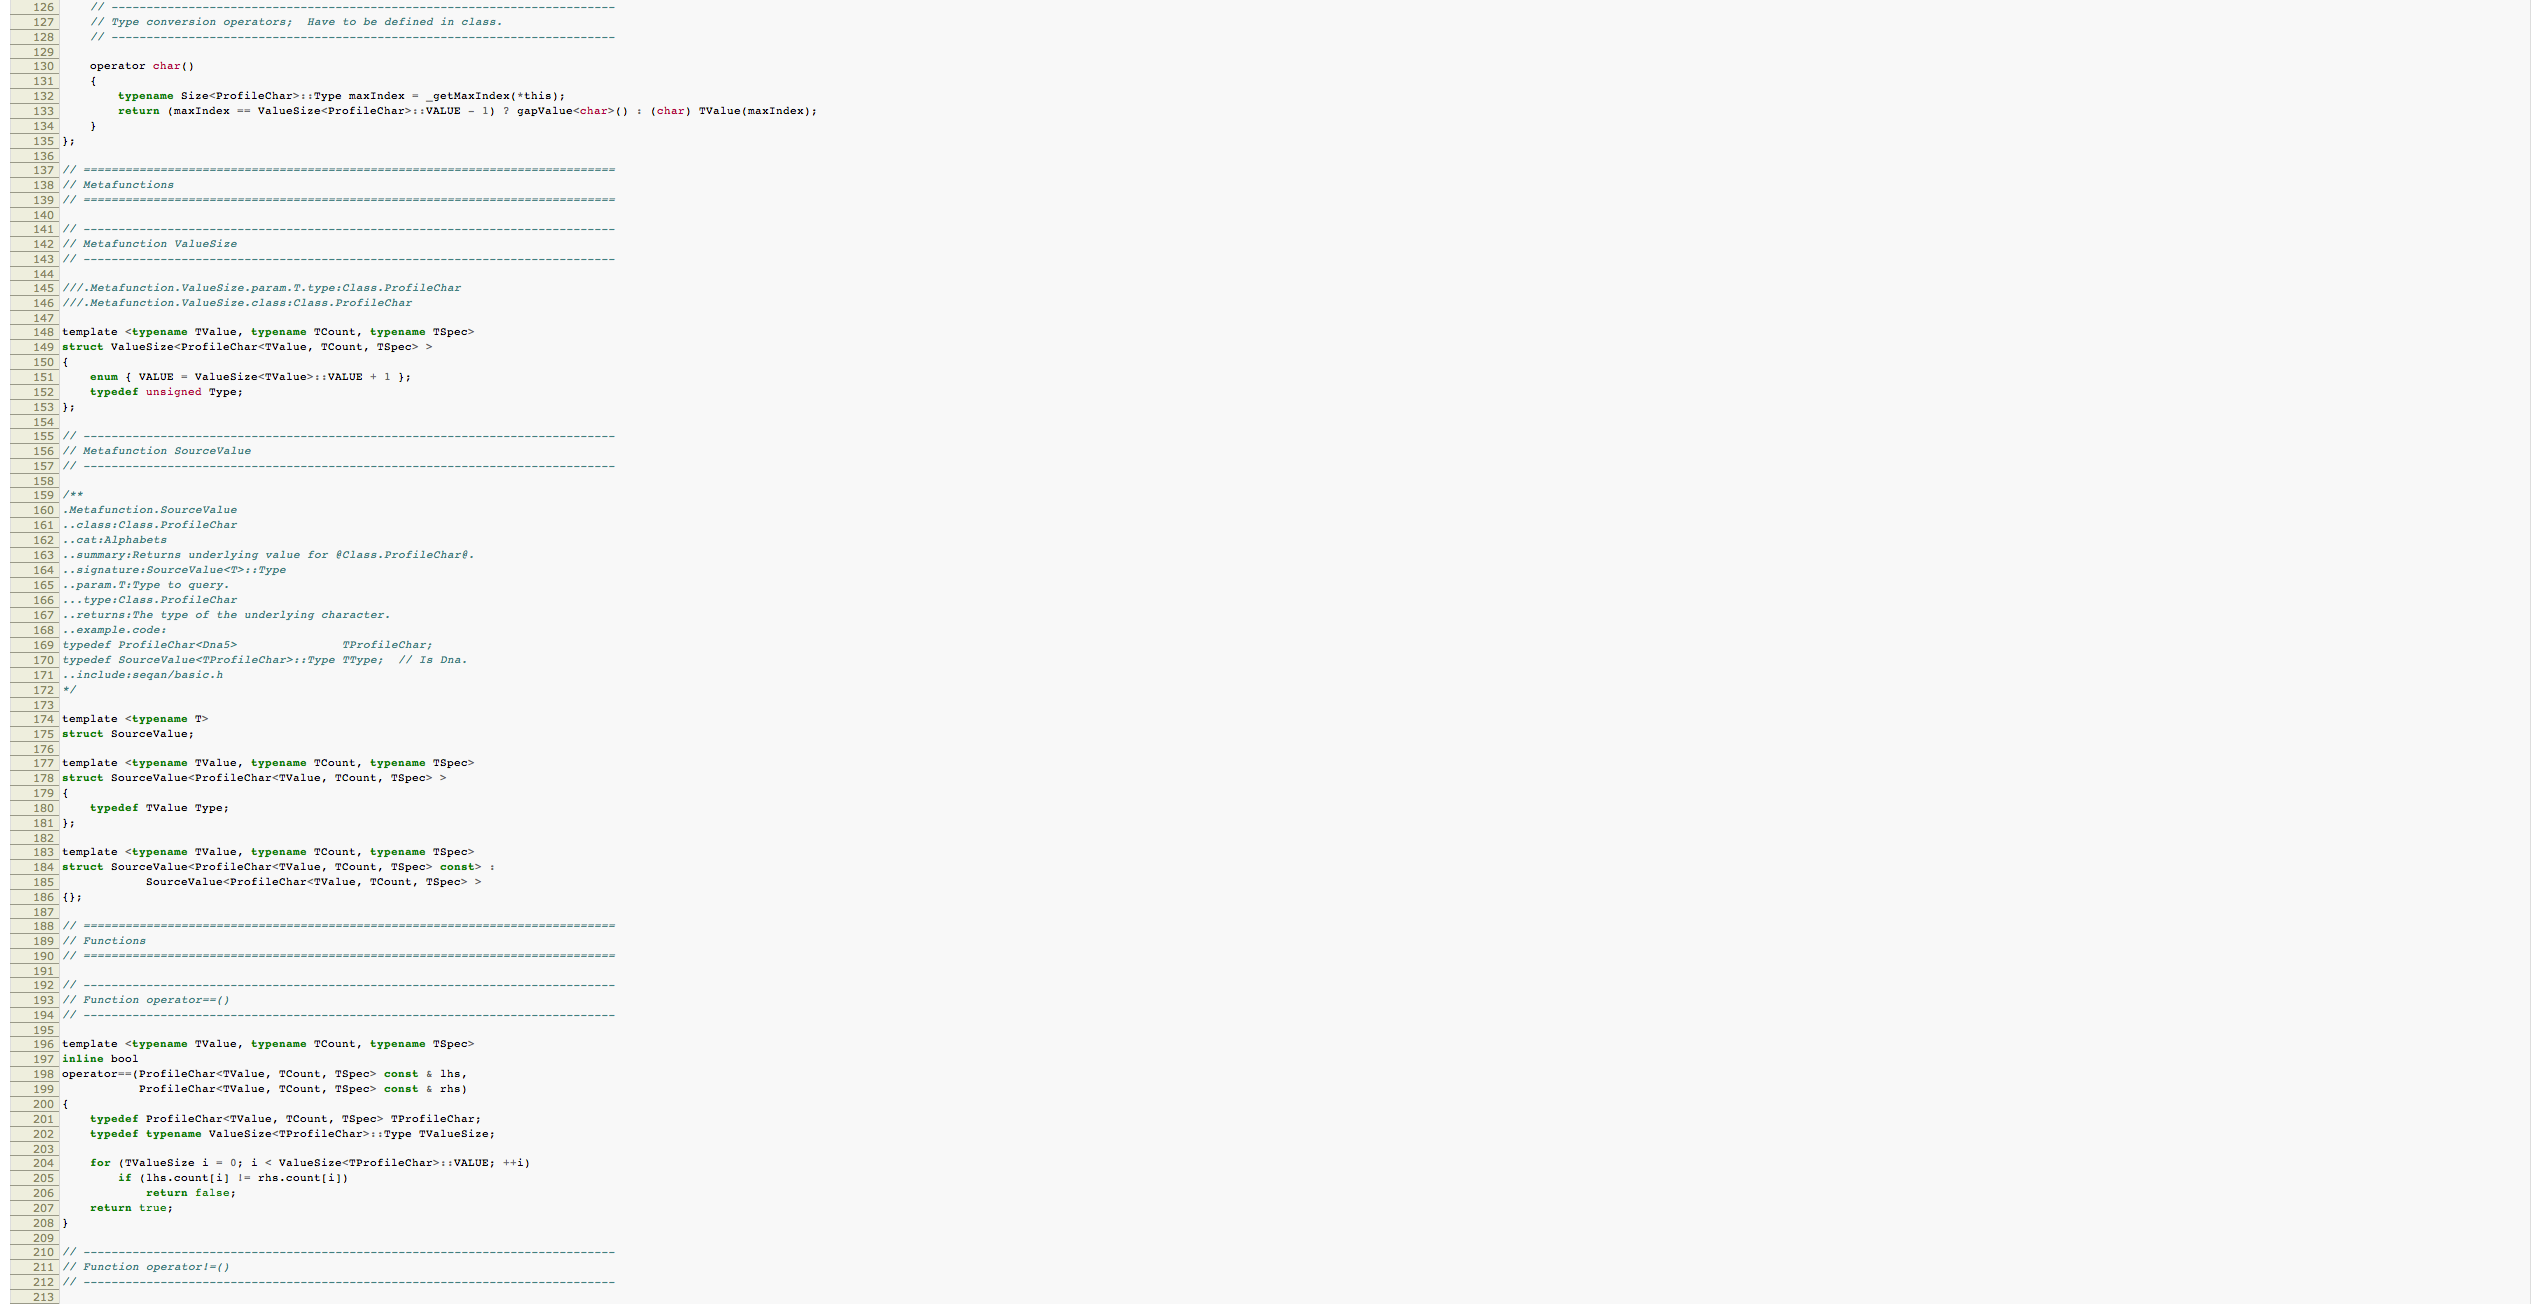 126     // ------------------------------------------------------------------------
127     // Type conversion operators;  Have to be defined in class.
128     // ------------------------------------------------------------------------
129
130     operator char()
131     {
132         typename Size<ProfileChar>::Type maxIndex = _getMaxIndex(*this);
133         return (maxIndex == ValueSize<ProfileChar>::VALUE - 1) ? gapValue<char>() : (char) TValue(maxIndex);
134     }
135 };
136
137 // ============================================================================
138 // Metafunctions
139 // ============================================================================
140
141 // ----------------------------------------------------------------------------
142 // Metafunction ValueSize
143 // ----------------------------------------------------------------------------
144
145 ///.Metafunction.ValueSize.param.T.type:Class.ProfileChar
146 ///.Metafunction.ValueSize.class:Class.ProfileChar
147
148 template <typename TValue, typename TCount, typename TSpec>
149 struct ValueSize<ProfileChar<TValue, TCount, TSpec> >
150 {
151     enum { VALUE = ValueSize<TValue>::VALUE + 1 };
152     typedef unsigned Type;
153 };
154
155 // ----------------------------------------------------------------------------
156 // Metafunction SourceValue
157 // ----------------------------------------------------------------------------
158
159 /**
160 .Metafunction.SourceValue
161 ..class:Class.ProfileChar
162 ..cat:Alphabets
163 ..summary:Returns underlying value for @Class.ProfileChar@.
164 ..signature:SourceValue<T>::Type
165 ..param.T:Type to query.
166 ...type:Class.ProfileChar
167 ..returns:The type of the underlying character.
168 ..example.code:
169 typedef ProfileChar<Dna5>               TProfileChar;
170 typedef SourceValue<TProfileChar>::Type TType;  // Is Dna.
171 ..include:seqan/basic.h
172 */
173
174 template <typename T>
175 struct SourceValue;
176
177 template <typename TValue, typename TCount, typename TSpec>
178 struct SourceValue<ProfileChar<TValue, TCount, TSpec> >
179 {
180     typedef TValue Type;
181 };
182
183 template <typename TValue, typename TCount, typename TSpec>
184 struct SourceValue<ProfileChar<TValue, TCount, TSpec> const> :
185             SourceValue<ProfileChar<TValue, TCount, TSpec> >
186 {};
187
188 // ============================================================================
189 // Functions
190 // ============================================================================
191
192 // ----------------------------------------------------------------------------
193 // Function operator==()
194 // ----------------------------------------------------------------------------
195
196 template <typename TValue, typename TCount, typename TSpec>
197 inline bool
198 operator==(ProfileChar<TValue, TCount, TSpec> const & lhs,
199            ProfileChar<TValue, TCount, TSpec> const & rhs)
200 {
201     typedef ProfileChar<TValue, TCount, TSpec> TProfileChar;
202     typedef typename ValueSize<TProfileChar>::Type TValueSize;
203
204     for (TValueSize i = 0; i < ValueSize<TProfileChar>::VALUE; ++i)
205         if (lhs.count[i] != rhs.count[i])
206             return false;
207     return true;
208 }
209
210 // ----------------------------------------------------------------------------
211 // Function operator!=()
212 // ----------------------------------------------------------------------------
213